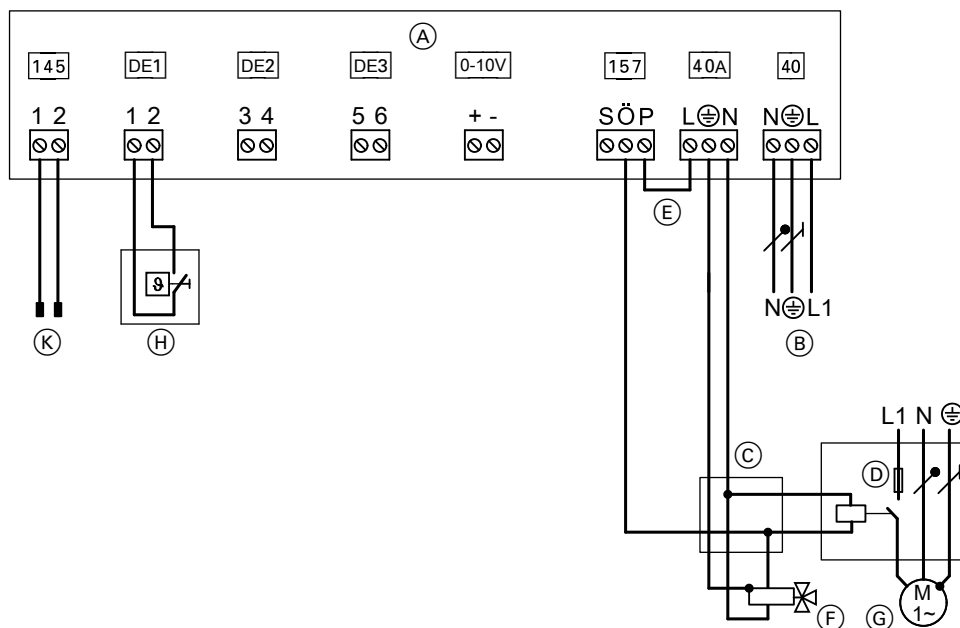 A
145 DE1 DE2 DE3 0-10V 157 40A 40
1 2 1 2 3 4 5 6 + - S Ö P L N N L
E
N L1
K H B
L1 N
C
D
M
1~
F G
ϑ